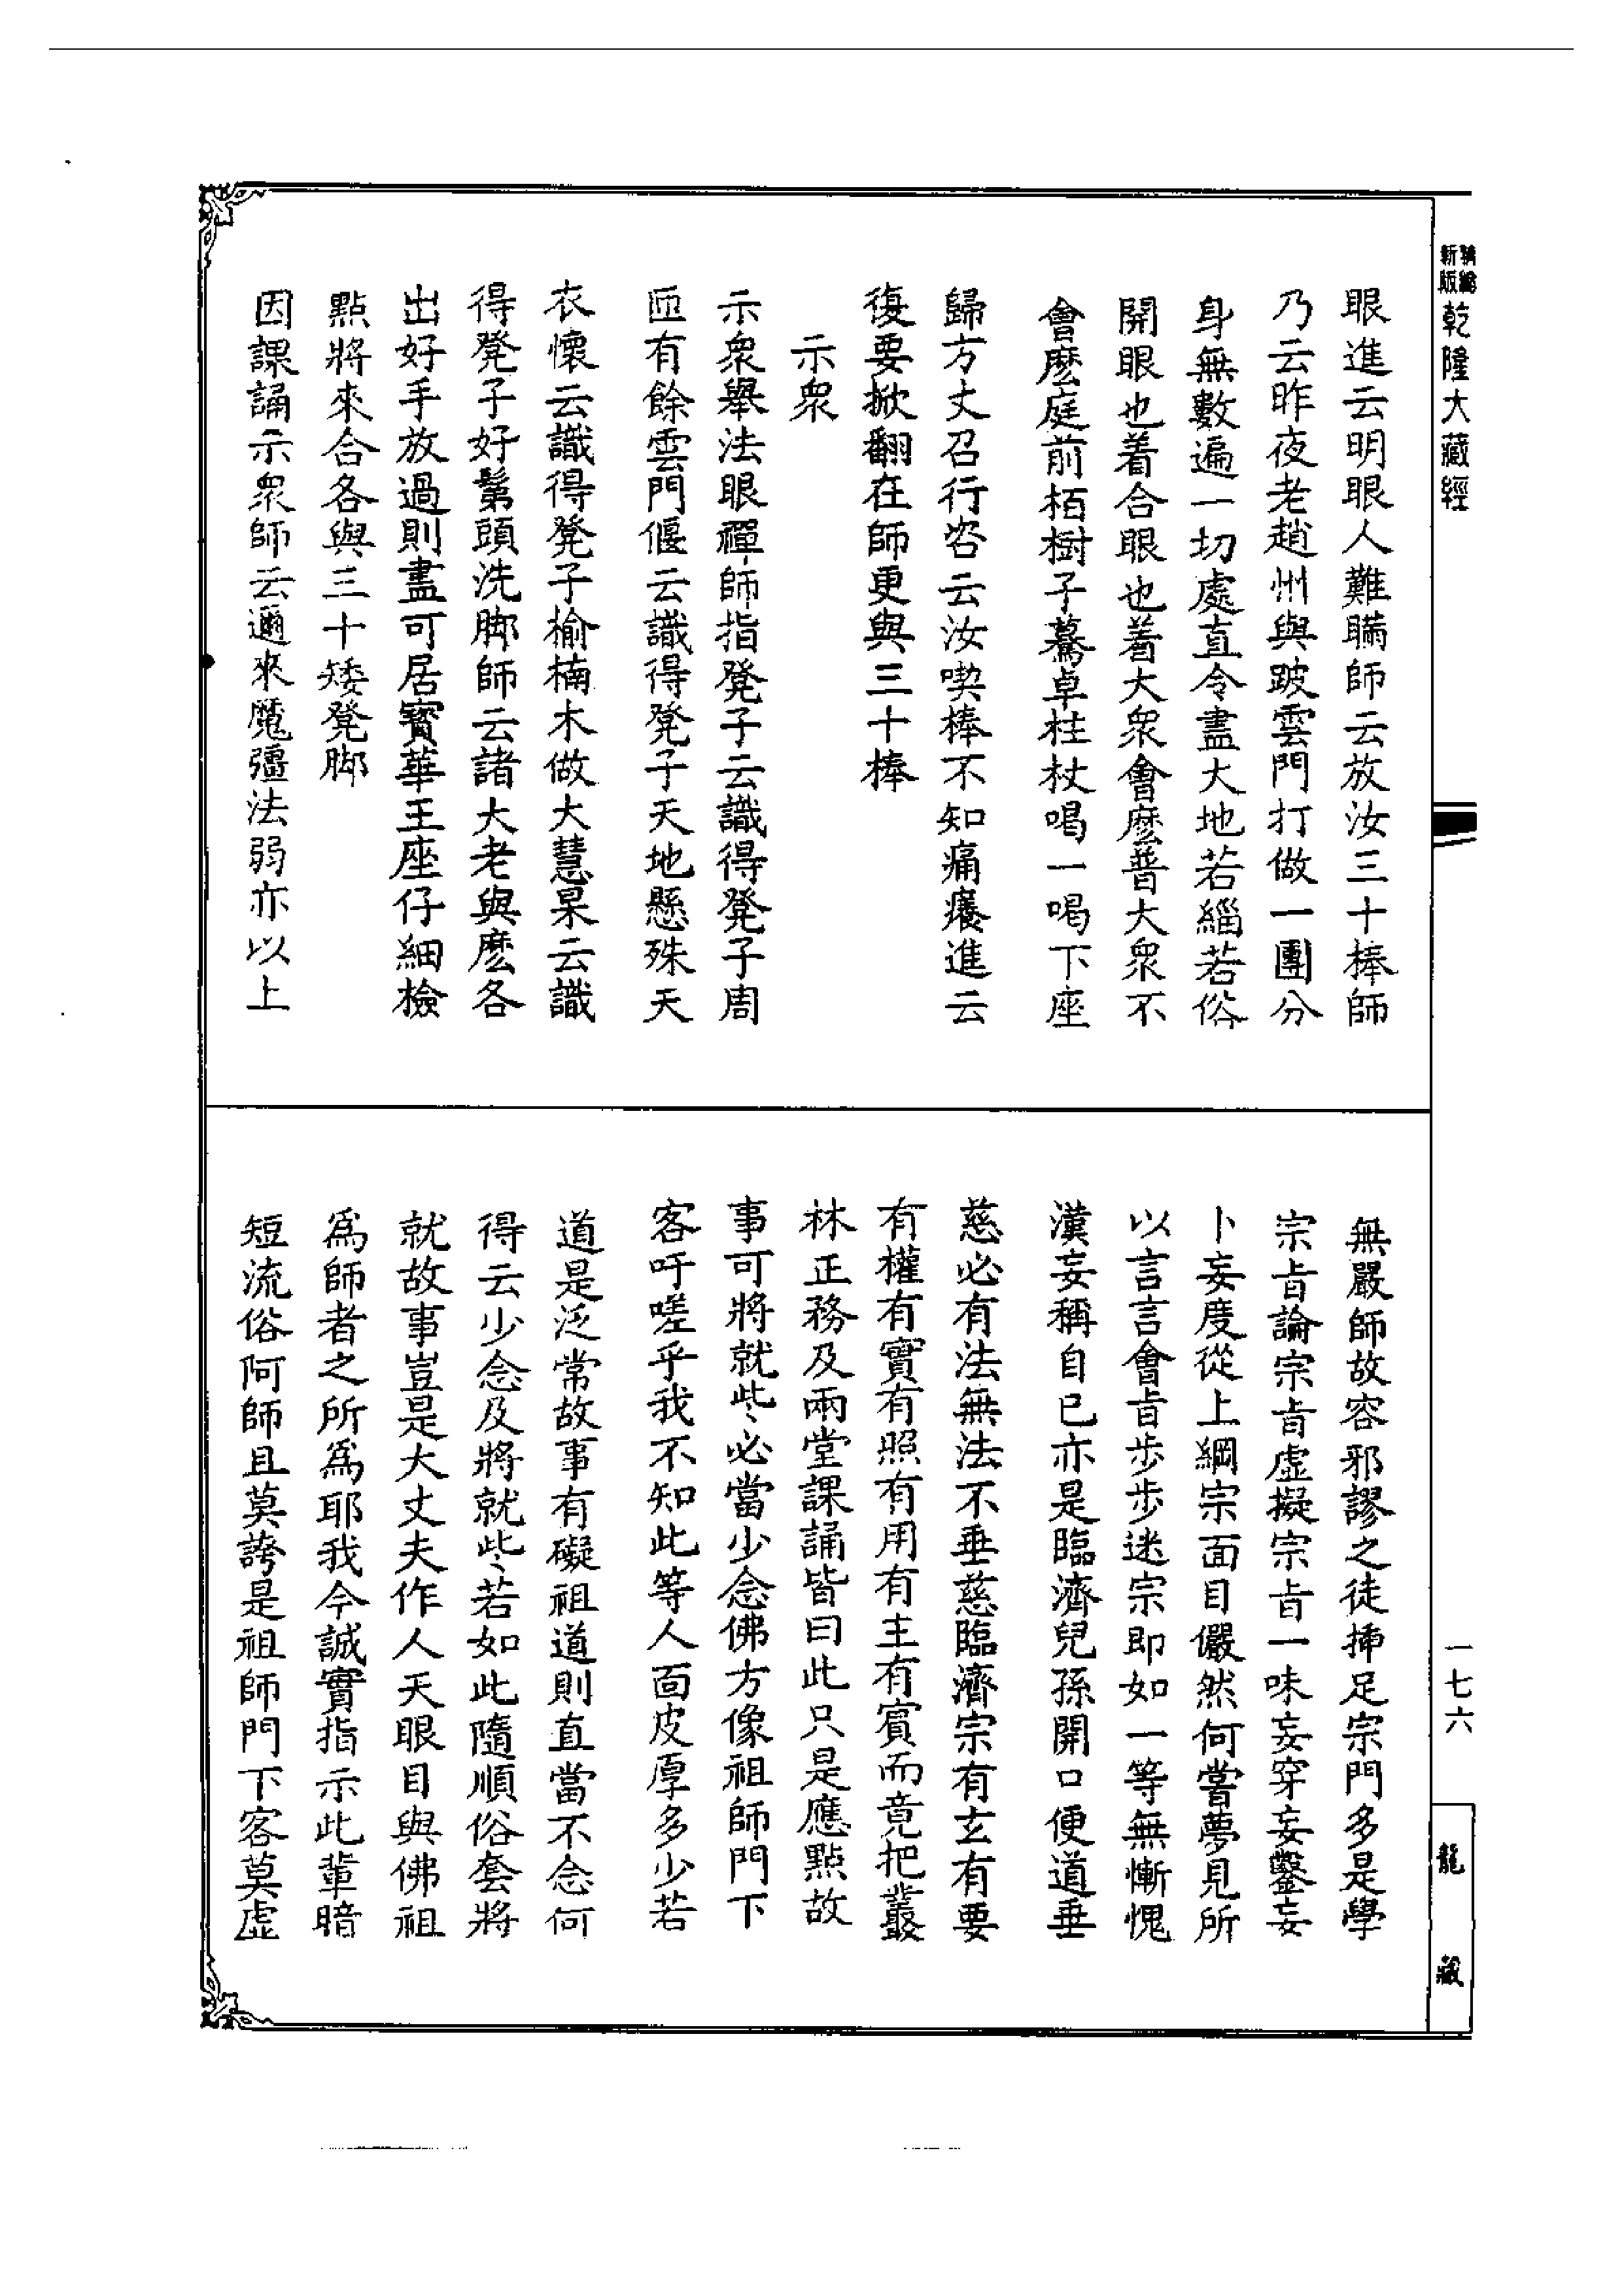 新編
新版
乾隆大藏經
眼進云明眼人難瞞師云放汝三十棒師
乃云昨夜老趙州與跛雲門打做一團分
身無數遍一切處直令盡大地若緇若俗
開眼也着合眼也着大衆會麽普大衆不
會麽庭前栢樹子驀卓柱杖喝一喝下座
歸方丈召行咨云汝喫棒不知痛癢進云
復要掀翻在師更與三十棒
示衆
示衆舉法眼禪師指凳子云識得凳子周
匝有餘雲門偃云識得凳子天地懸殊天
衣懷云識得凳子榆楠木做大慧杲云識
得凳子好鬀頭洗脚師云諸大老與麽各
出好手放過則盡可居寳華王座仔細檢
點將來合各與三十矮凳脚
因課誦示衆師云邇來魔彊法弱亦以上
無嚴師故容邪謬之徒揷足宗門多是學
宗㫖論宗㫖虚擬宗㫖一味妄穿妄鑿妄
卜妄度從上綱宗面目儼然何嘗夢見所
以言言會㫖步步迷宗即如一等無慚愧
漢妄稱自已亦是臨濟兒孫開口便道垂
慈必有法無法不垂慈臨濟宗有玄有要
有權有實有照有用有主有賓而竟把叢
林正務及兩堂課誦皆曰此只是應點故
事可將就些必當少念佛方像祖師門下
客吁嗟乎我不知此等人面皮厚多少若
道是泛常故事有礙祖道則直當不念何
得云少念及將就些若如此隨順俗套將
就故事豈是大丈夫作人天眼目與佛祖
為師者之所為耶我今誠實指示此輩暗
短流俗阿師且莫誇是祖師門下客莫虚
一七六
龍藏